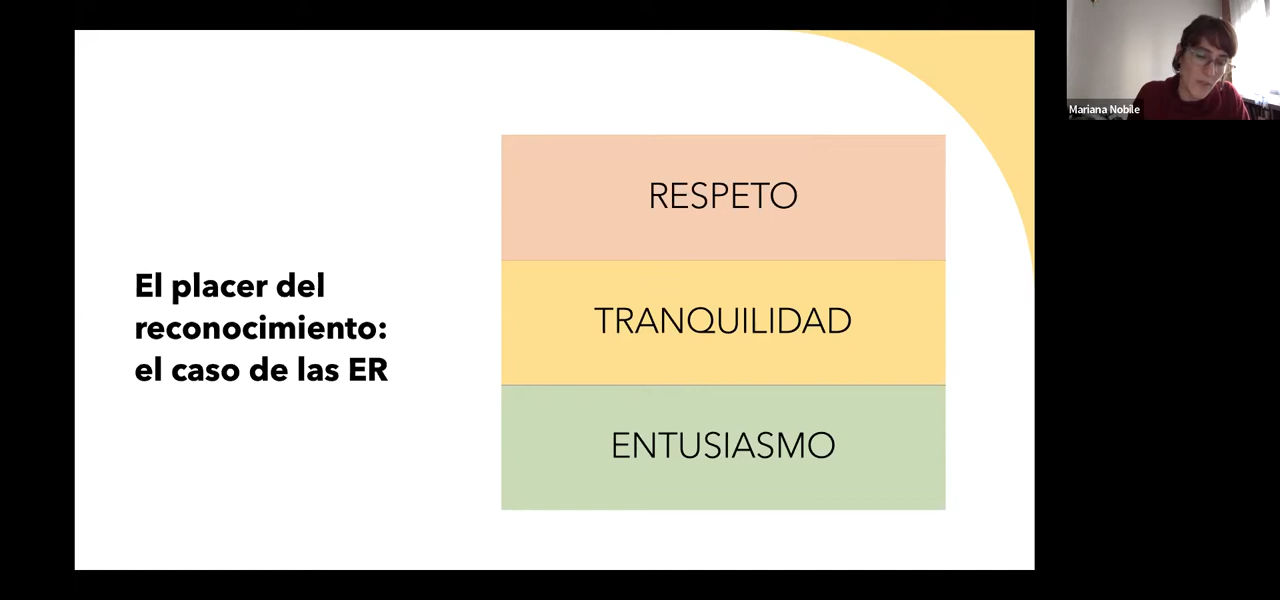 El placer del
reconocimiento:
el caso de las ER
RESPETO
TRANQUILIDAD
ENTUSIASMO
Mariana Nobile